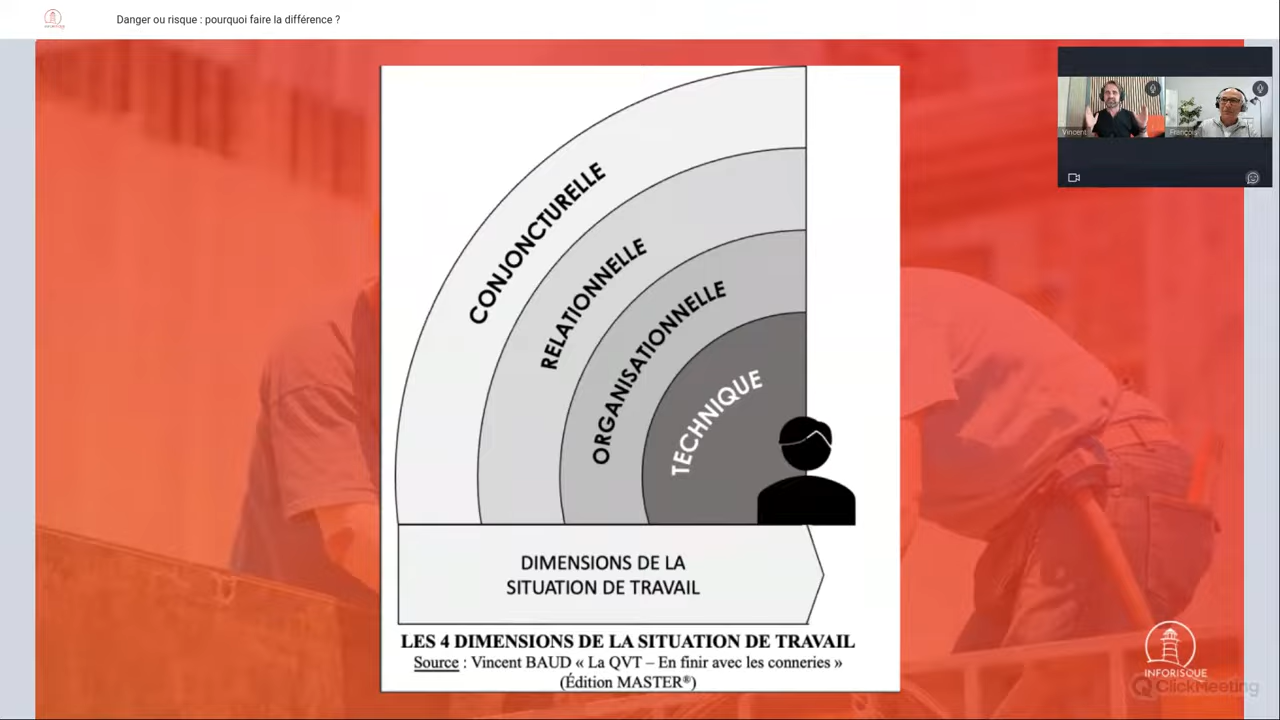 Danger ou risque : pourquoi faire la différence ?
Vincent
François
CONJONCTURELLE
RELATIONNELLE
ORGANISATIONNELLE
TECHNIQUE
DIMENSIONS DE LA
SITUATION DE TRAVAIL
LES 4 DIMENSIONS DE LA SITUATION DE TRAVAIL
Source : Vincent BAUD « La QVT – En finir avec les conneries »
(Édition MASTER®)
INFORISQUE
ClickMeeting